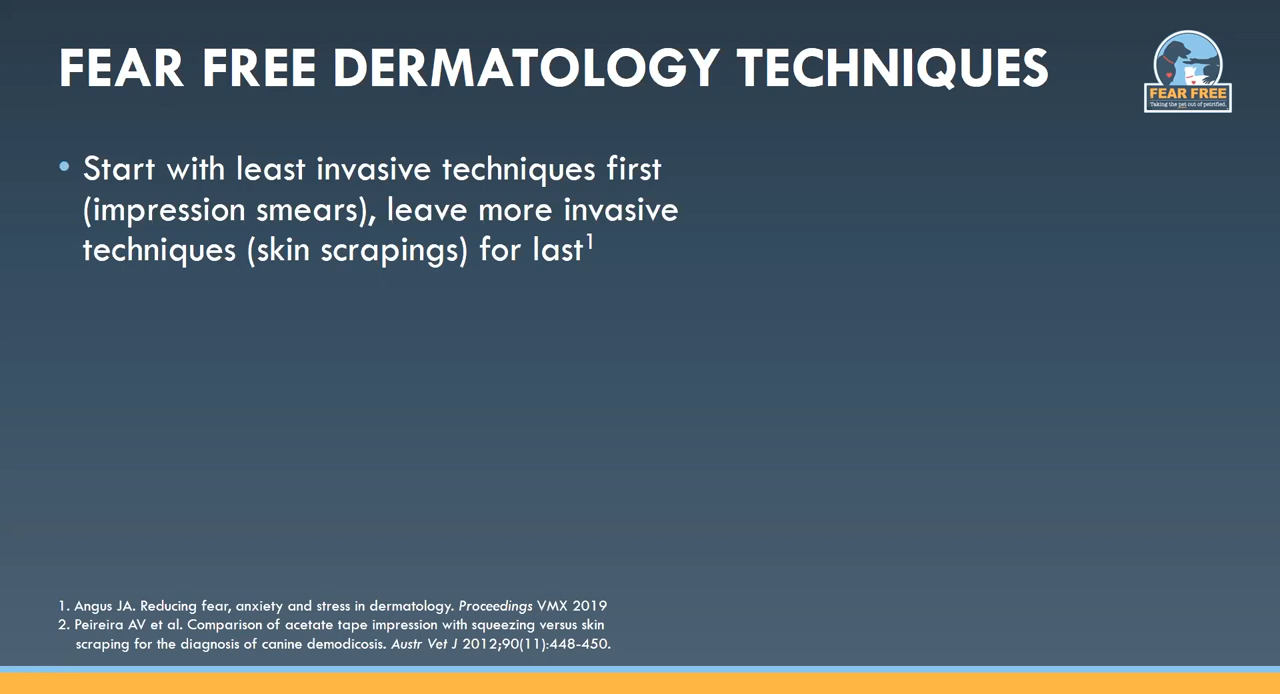 FEAR FREE DERMATOLOGY TECHNIQUES
FEAR FREE
Taking the pet out of petrified.
• Start with least invasive techniques first
(impression smears), leave more invasive
techniques (skin scrapings) for last¹
1. Angus JA. Reducing fear, anxiety and stress in dermatology. Proceedings VMX 2019
2. Peireira AV et al. Comparison of acetate tape impression with squeezing versus skin
scraping for the diagnosis of canine demodicosis. Austr Vet J 2012;90(11):448-450.